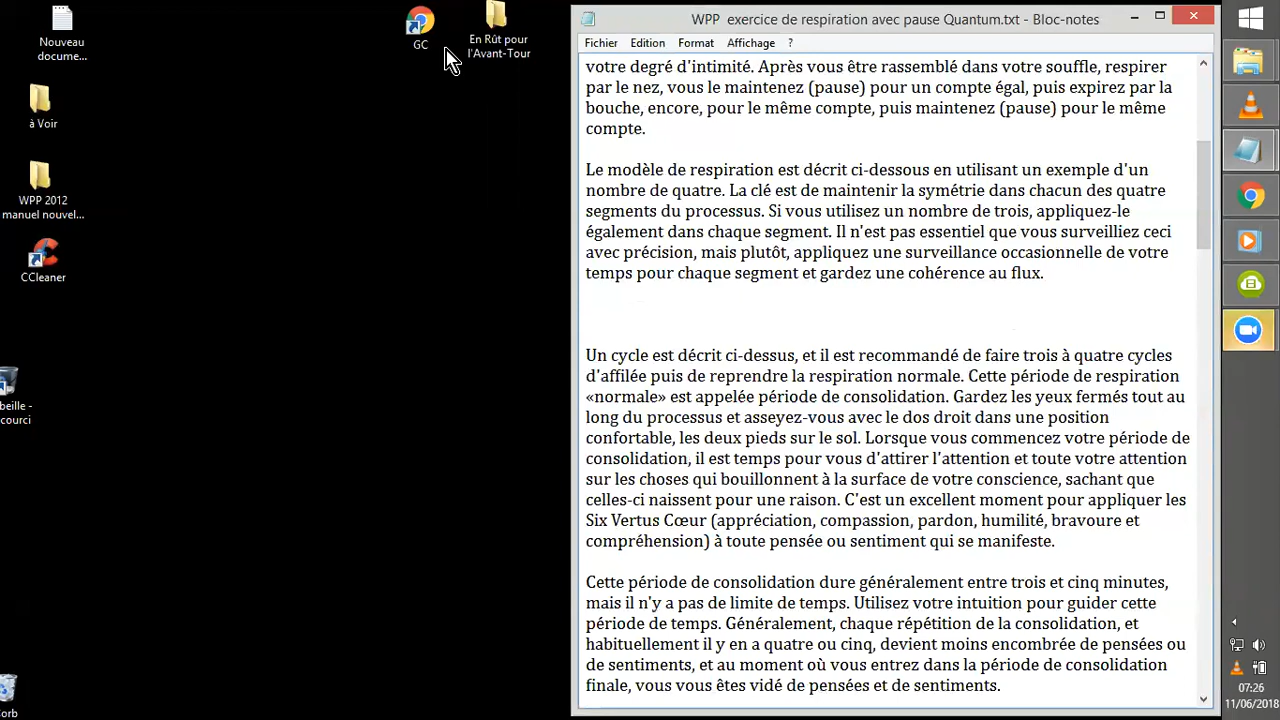 Nouveau
docume...
à Voir
WPP 2012
manuel nouvel...
CCleaner
beille -
courci
Corb
GC
En Rût pour
l'Avant-Tour
WPP exercice de respiration avec pause Quantum.txt - Bloc-notes
Fichier Edition Format Affichage ?
votre degré d'intimité. Après vous être rassemblé dans votre souffle, respirer
par le nez, vous le maintenez (pause) pour un compte égal, puis expirez par la
bouche, encore, pour le même compte, puis maintenez (pause) pour le même
compte.
Le modèle de respiration est décrit ci-dessous en utilisant un exemple d'un
nombre de quatre. La clé est de maintenir la symétrie dans chacun des quatre
segments du processus. Si vous utilisez un nombre de trois, appliquez-le
également dans chaque segment. Il n'est pas essentiel que vous surveilliez ceci
avec précision, mais plutôt, appliquez une surveillance occasionnelle de votre
temps pour chaque segment et gardez une cohérence au flux.
Un cycle est décrit ci-dessus, et il est recommandé de faire trois à quatre cycles
d'affilée puis de reprendre la respiration normale. Cette période de respiration
«normale» est appelée période de consolidation. Gardez les yeux fermés tout au
long du processus et asseyez-vous avec le dos droit dans une position
confortable, les deux pieds sur le sol. Lorsque vous commencez votre période de
consolidation, il est temps pour vous d'attirer l'attention et toute votre attention
sur les choses qui bouillonnent à la surface de votre conscience, sachant que
celles-ci naissent pour une raison. C'est un excellent moment pour appliquer les
Six Vertus Cœur (appréciation, compassion, pardon, humilité, bravoure et
compréhension) à toute pensée ou sentiment qui se manifeste.
Cette période de consolidation dure généralement entre trois et cinq minutes,
mais il n'y a pas de limite de temps. Utilisez votre intuition pour guider cette
période de temps. Généralement, chaque répétition de la consolidation, et
habituellement il y en a quatre ou cinq, devient moins encombrée de pensées ou
de sentiments, et au moment où vous entrez dans la période de consolidation
finale, vous vous êtes vidé de pensées et de sentiments.
07:26
11/06/2018